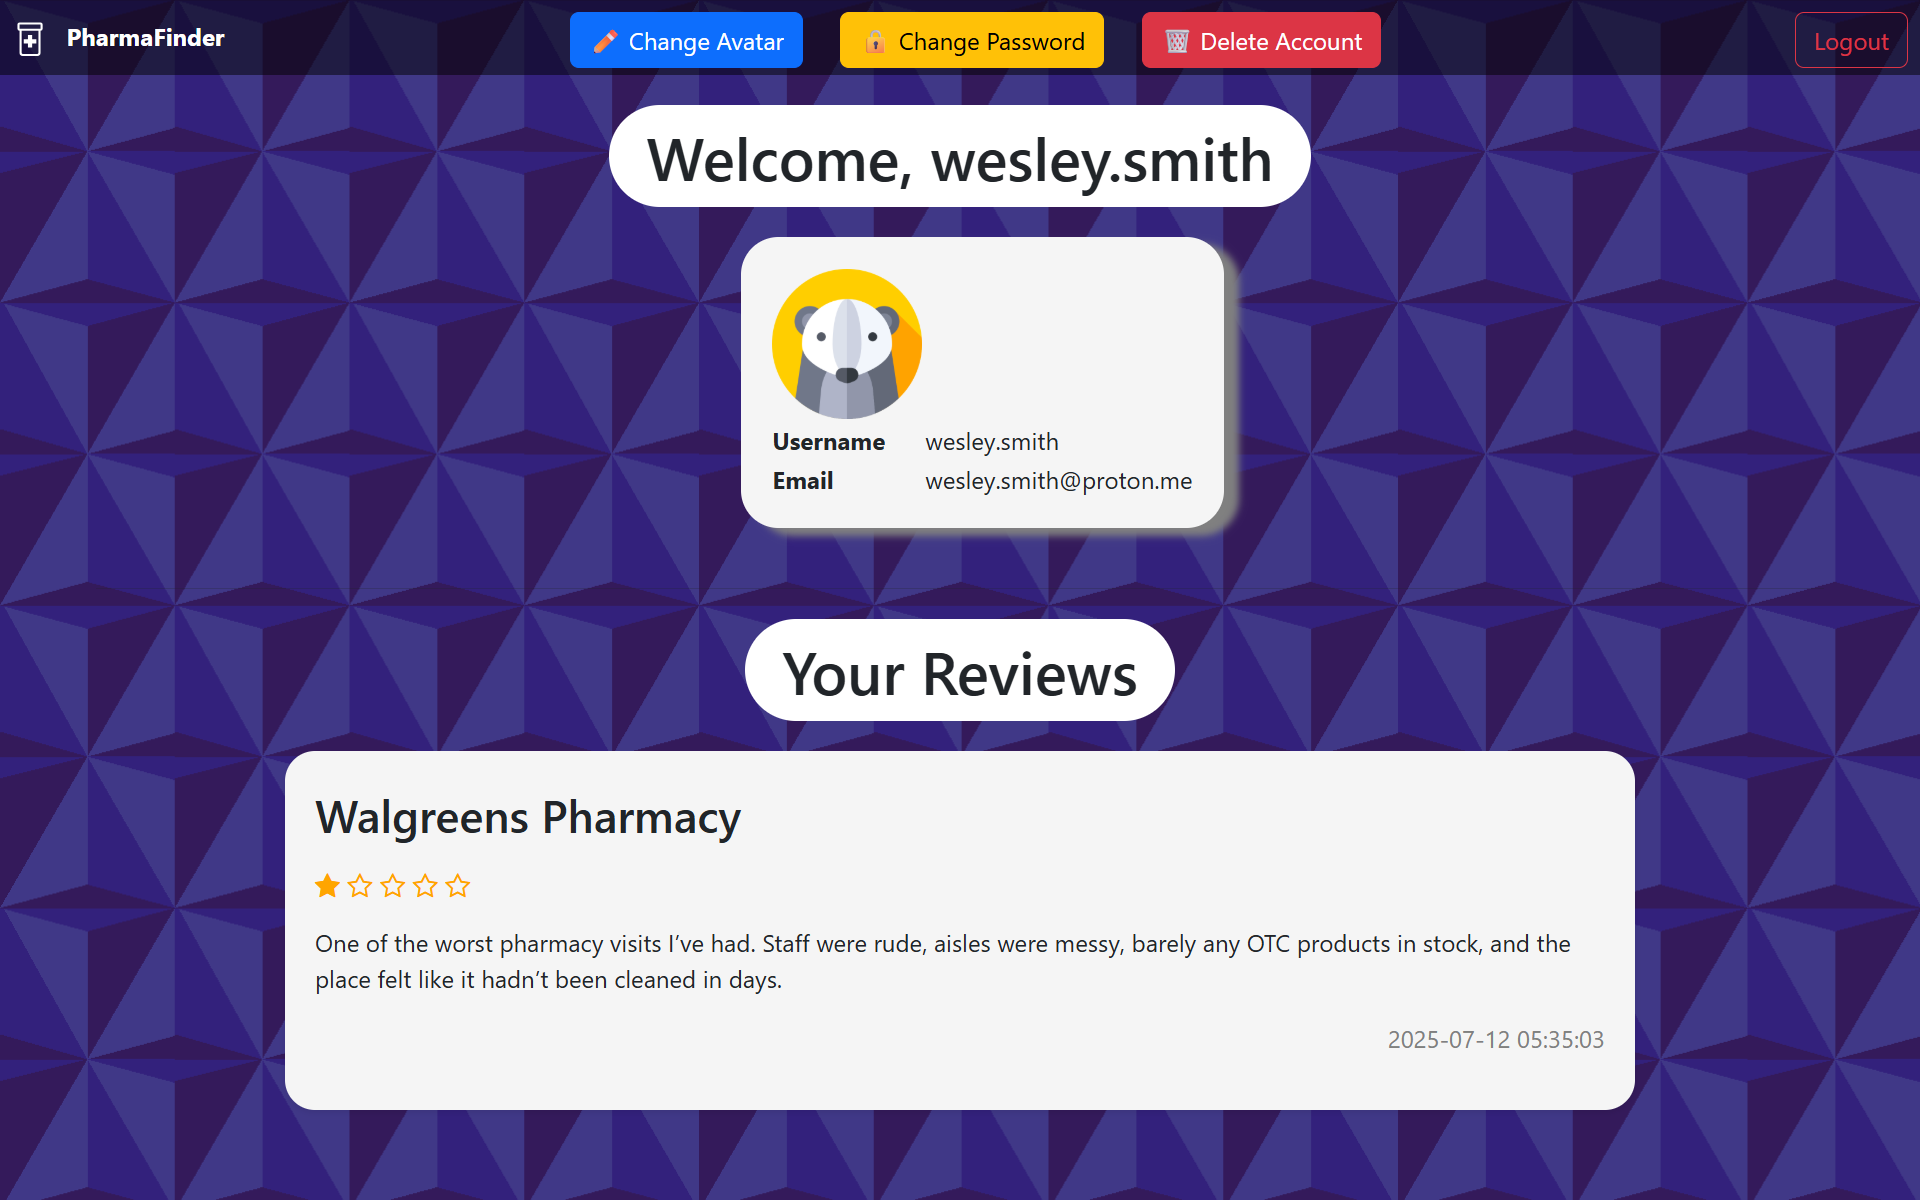 PharmaFinder
Change Avatar
Change Password
Delete Account
Logout
Welcome, wesley.smith
Username wesley.smith
Email wesley.smith@proton.me
Your Reviews
Walgreens Pharmacy
One of the worst pharmacy visits I’ve had. Staff were rude, aisles were messy, barely any OTC products in stock, and the
place felt like it hadn’t been cleaned in days.
2025-07-12 05:35:03